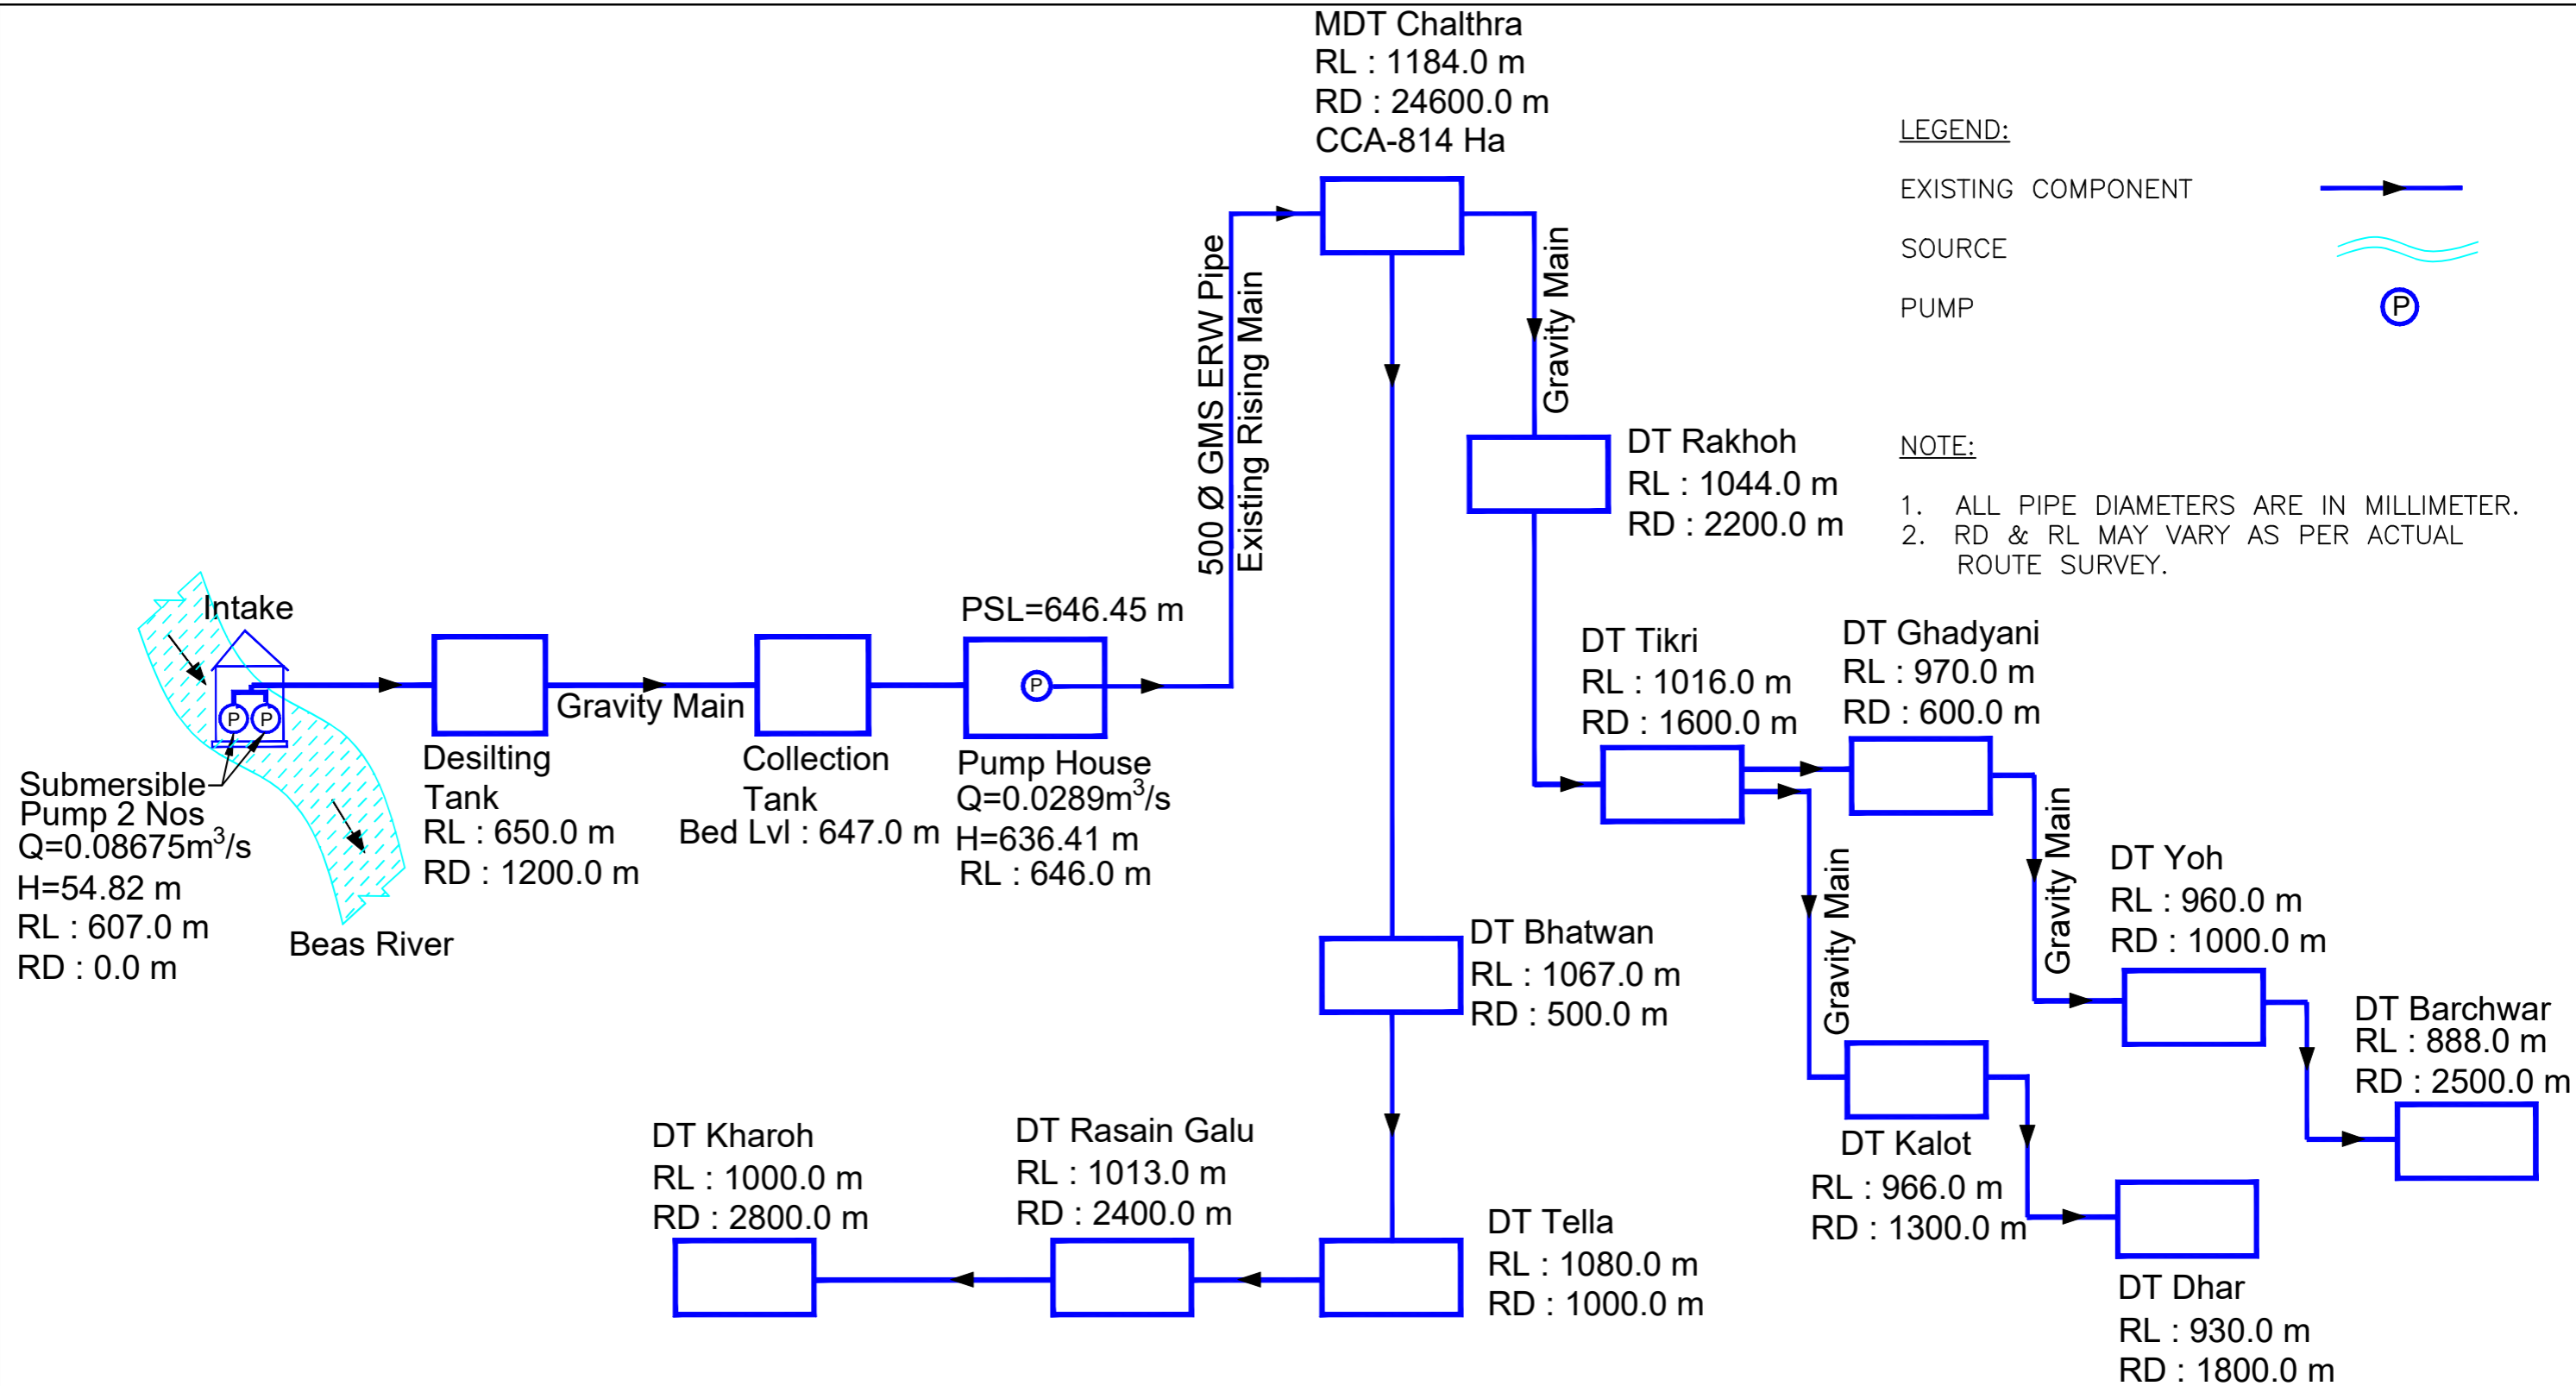 MDT Chalthra
RL : 1184.0 m
RD : 24600.0 m
CCA-814 Ha
LEGEND:
EXISTING COMPONENT
SOURCE
PUMP
P
NOTE:
1. ALL PIPE DIAMETERS ARE IN MILLIMETER.
2. RD & RL MAY VARY AS PER ACTUAL
ROUTE SURVEY.
500 Ø GMS ERW Pipe
Existing Rising Main
Gravity Main
DT Rakhoh
RL : 1044.0 m
RD : 2200.0 m
Intake
P
P
Submersible
Pump 2 Nos
Q=0.08675m³/s
H=54.82 m
RL : 607.0 m
RD : 0.0 m
Beas River
Desilting
Tank
RL : 650.0 m
RD : 1200.0 m
Gravity Main
Collection
Tank
Bed Lvl : 647.0 m
PSL=646.45 m
P
Pump House
Q=0.0289m³/s
H=636.41 m
RL : 646.0 m
DT Tikri
RL : 1016.0 m
RD : 1600.0 m
DT Ghadyani
RL : 970.0 m
RD : 600.0 m
Gravity Main
Gravity Main
DT Yoh
RL : 960.0 m
RD : 1000.0 m
DT Barchwar
RL : 888.0 m
RD : 2500.0 m
DT Bhatwan
RL : 1067.0 m
RD : 500.0 m
DT Kalot
RL : 966.0 m
RD : 1300.0 m
DT Dhar
RL : 930.0 m
RD : 1800.0 m
DT Kharoh
RL : 1000.0 m
RD : 2800.0 m
DT Rasain Galu
RL : 1013.0 m
RD : 2400.0 m
DT Tella
RL : 1080.0 m
RD : 1000.0 m